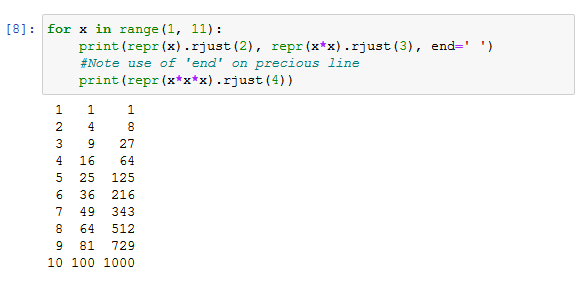 [8]: for x in range(1, 11):
    print(repr(x).rjust(2), repr(x*x).rjust(3), end=' ')
    #Note use of 'end' on precious line
    print(repr(x*x*x).rjust(4))
 1   1    1
 2   4    8
 3   9   27
 4  16   64
 5  25  125
 6  36  216
 7  49  343
 8  64  512
 9  81  729
10 100 1000